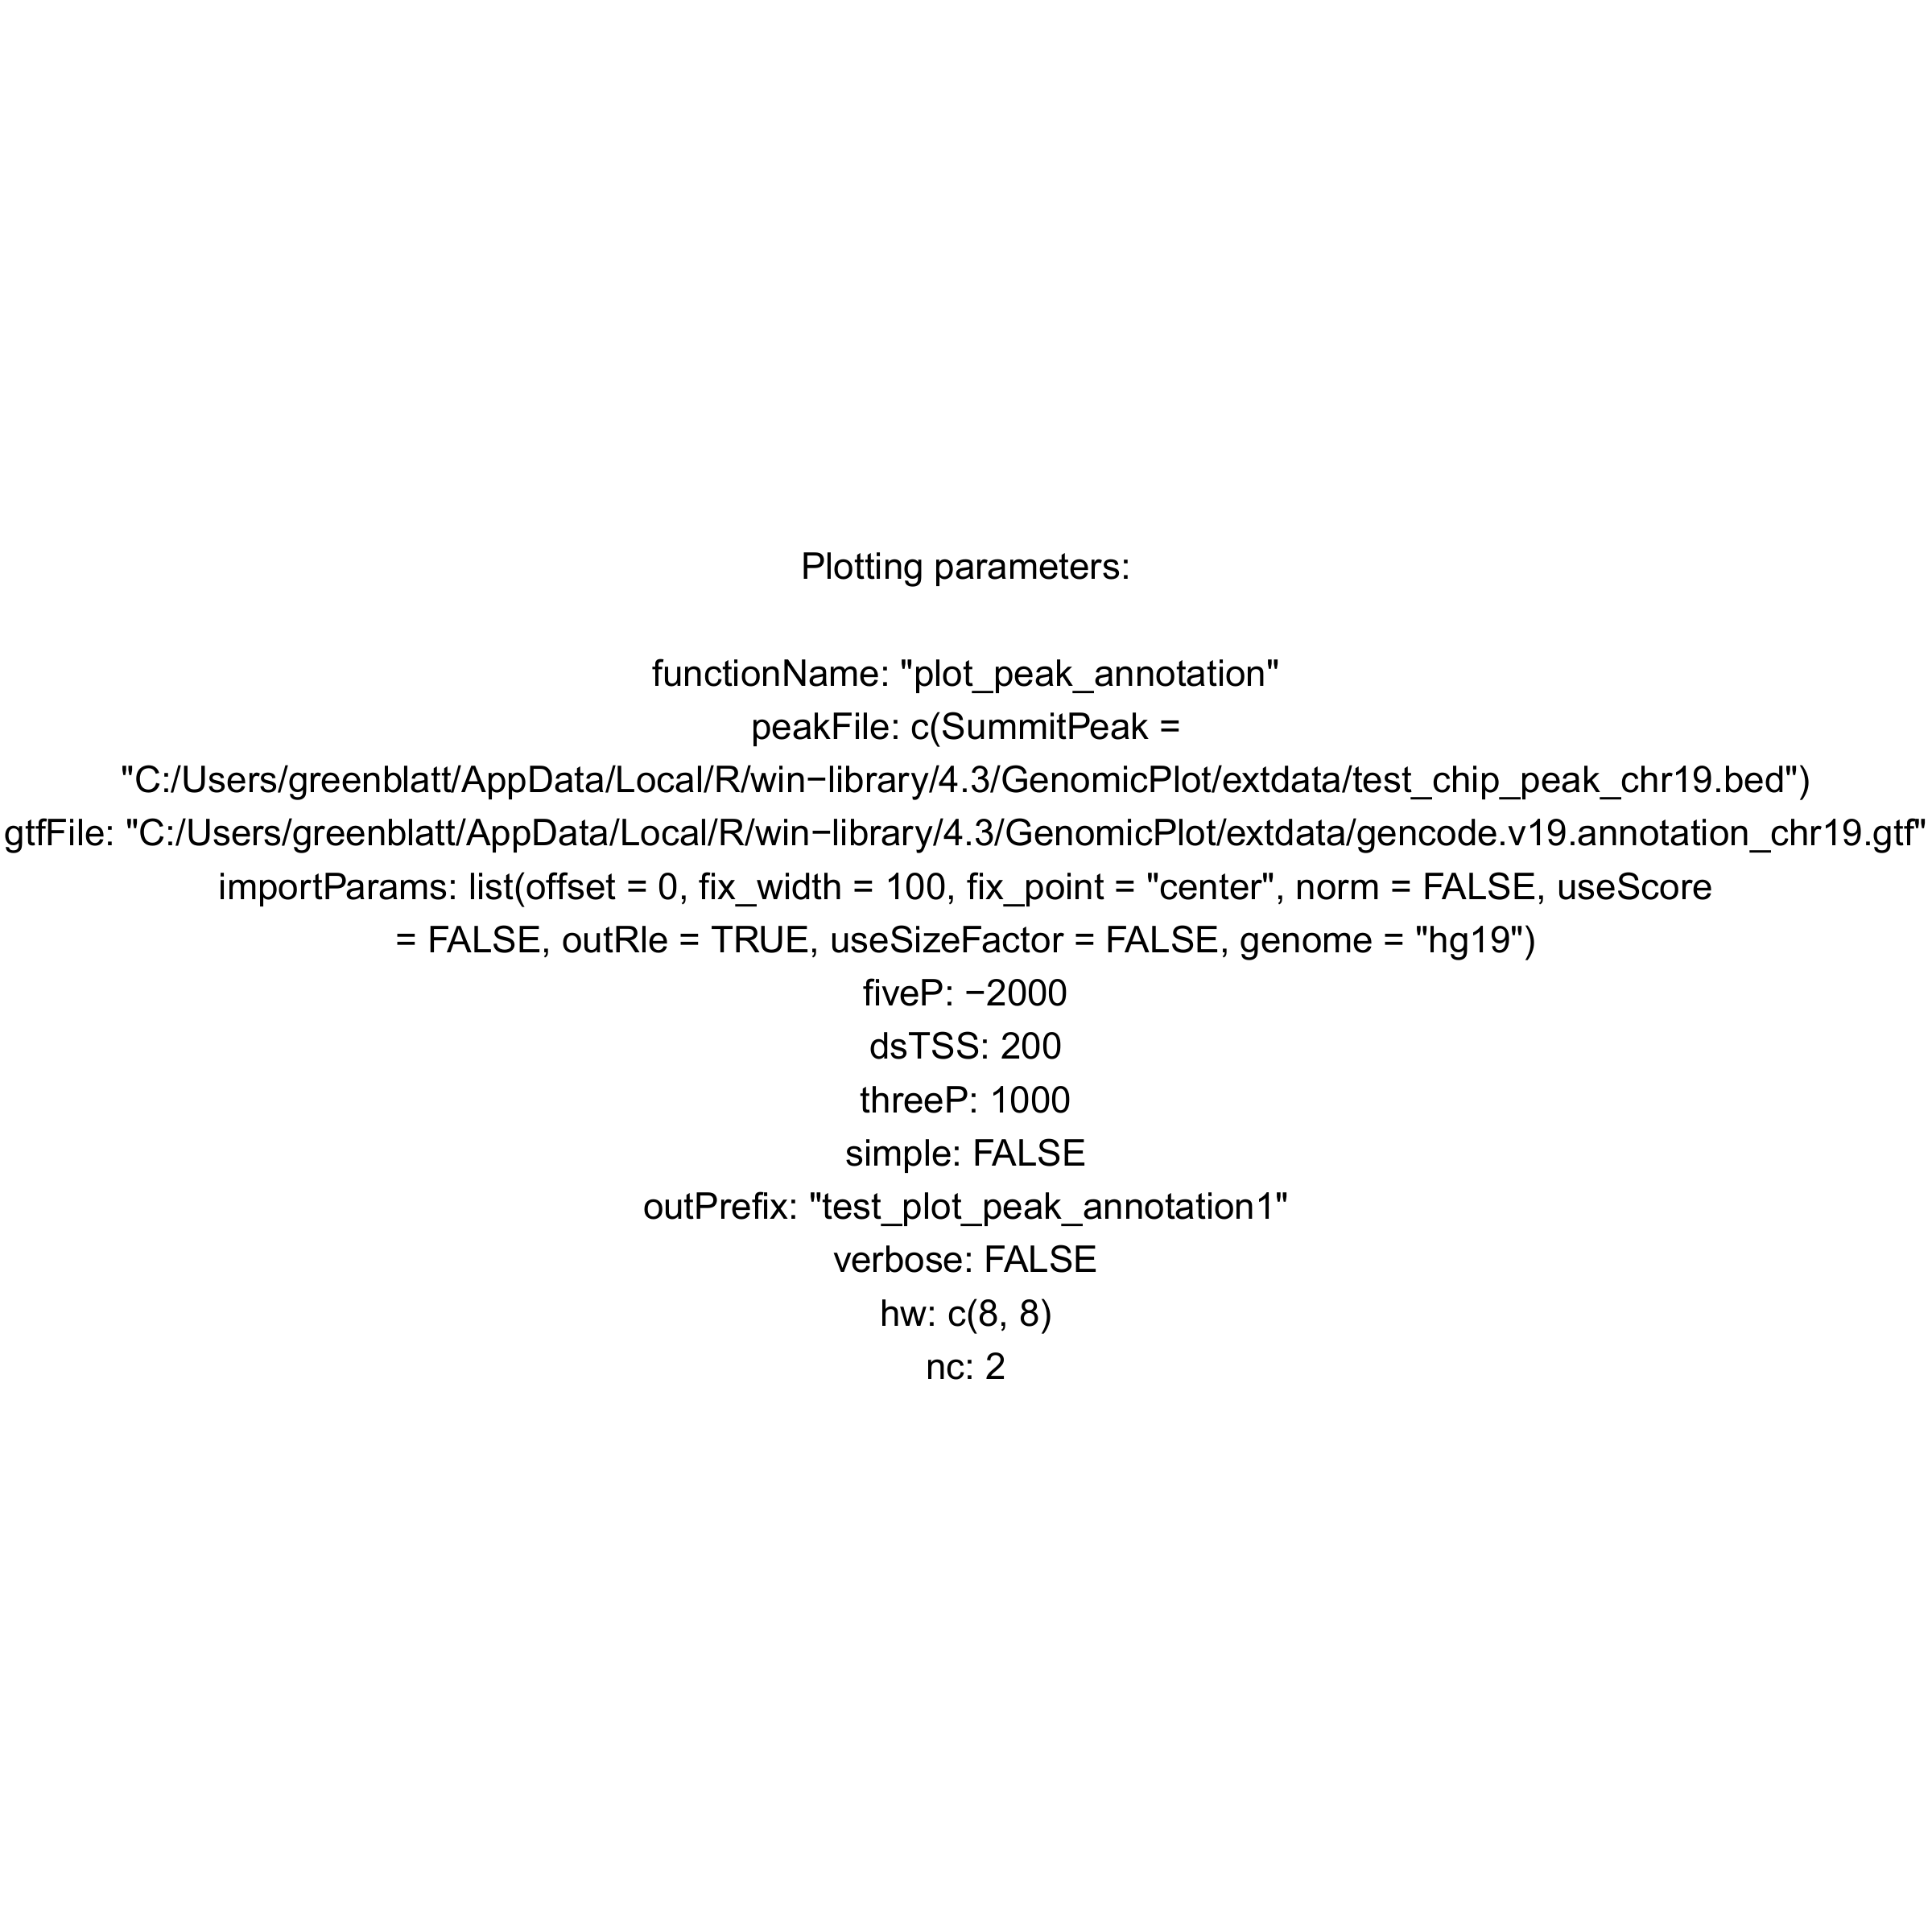 Plotting parameters:
functionName: "plot_peak_annotation"
peakFile: c(SummitPeak =
"C:/Users/greenblatt/AppData/Local/R/win−library/4.3/GenomicPlot/extdata/test_chip_peak_chr19.bed")
gtfFile: "C:/Users/greenblatt/AppData/Local/R/win−library/4.3/GenomicPlot/extdata/gencode.v19.annotation_chr19.gtf"
importParams: list(offset = 0, fix_width = 100, fix_point = "center", norm = FALSE, useScore
= FALSE, outRle = TRUE, useSizeFactor = FALSE, genome = "hg19")
fiveP: −2000
dsTSS: 200
threeP: 1000
simple: FALSE
outPrefix: "test_plot_peak_annotation1"
verbose: FALSE
hw: c(8, 8)
nc: 2